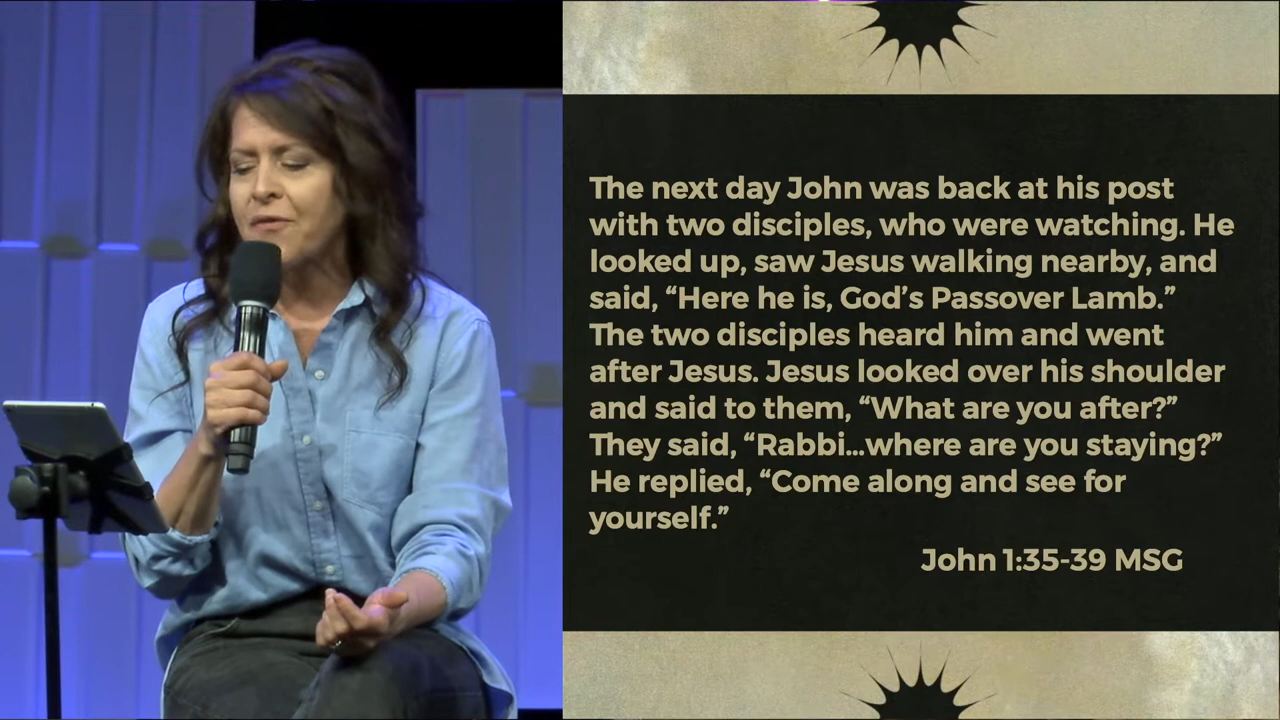 The next day John was back at his post
with two disciples, who were watching. He
looked up, saw Jesus walking nearby, and
said, “Here he is, God’s Passover Lamb.”
The two disciples heard him and went
after Jesus. Jesus looked over his shoulder
and said to them, “What are you after?”
They said, “Rabbi...where are you staying?”
He replied, “Come along and see for
yourself.”
John 1:35-39 MSG